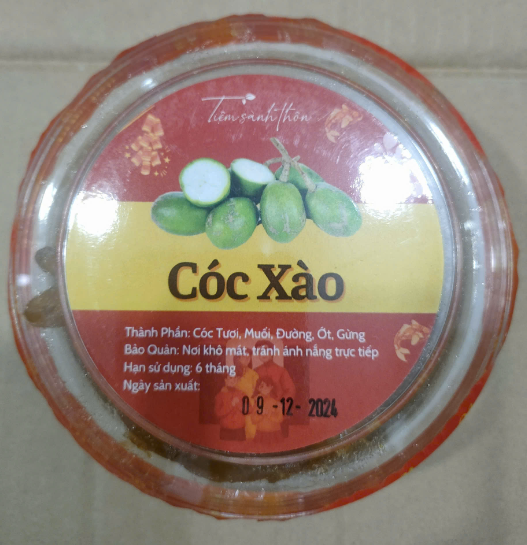 Tiệm sành thôn
Cóc Xào
Thành Phần: Cóc Tươi, Muối, Đường, Ớt, Gừng
Bảo Quản: Nơi khô mát, tránh ánh nắng trực tiếp
Hạn sử dụng: 6 tháng
Ngày sản xuất:
09 -12- 2024